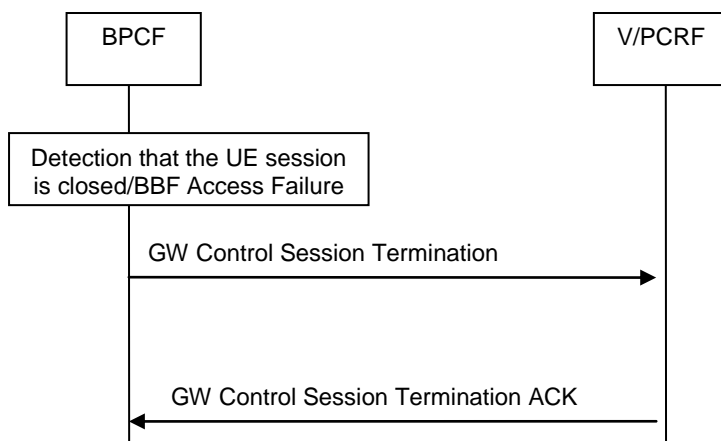 BPCF
V/PCRF
Detection that the UE session
is closed/BBF Access Failure
GW Control Session Termination
GW Control Session Termination ACK